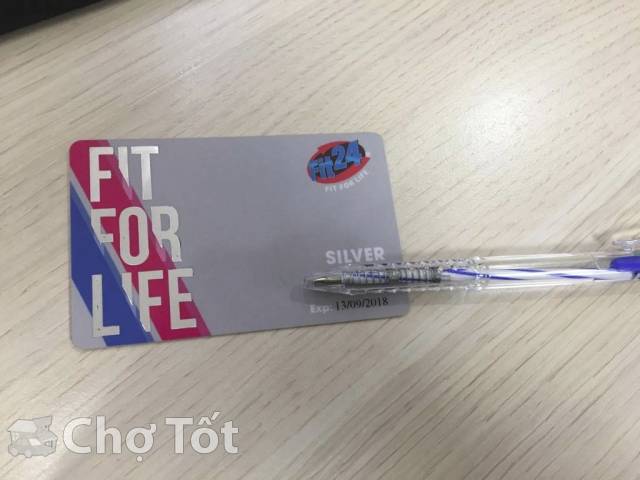 FIT
FOR
LIFE
Fit24
FIT FOR LIFE
SILVER
Exp: 13/09/2018
Chợ Tốt